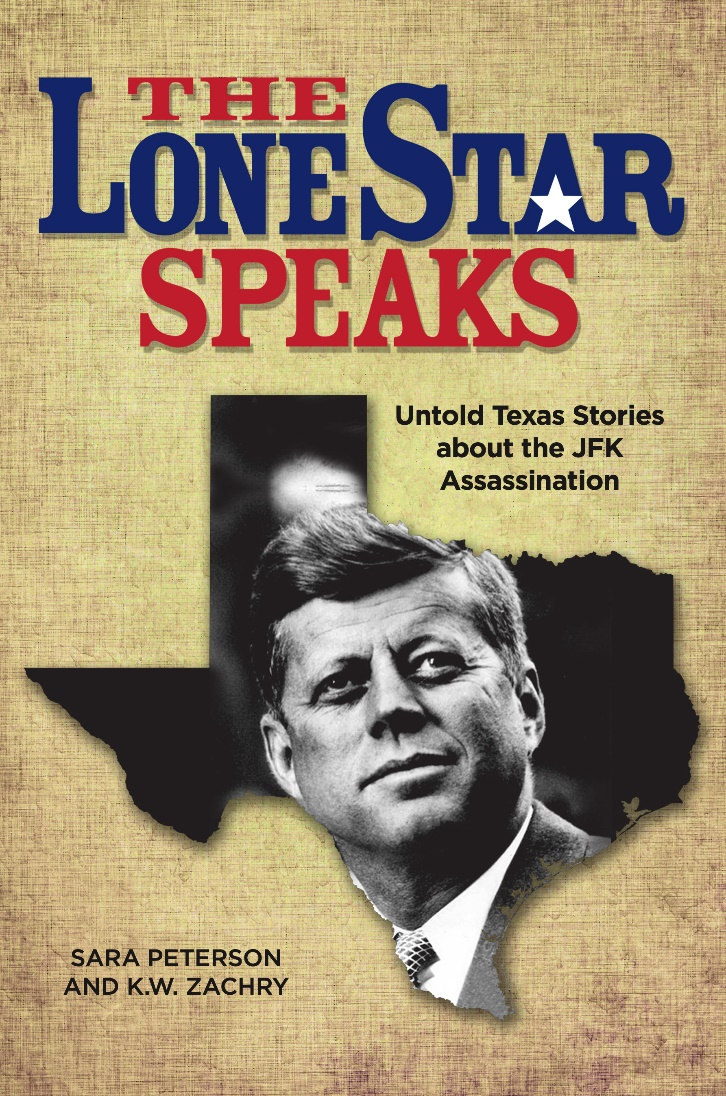 THE
LONE STAR
SPEAKS
Untold Texas Stories
about the JFK
Assassination
SARA PETERSON
AND K.W. ZACHRY